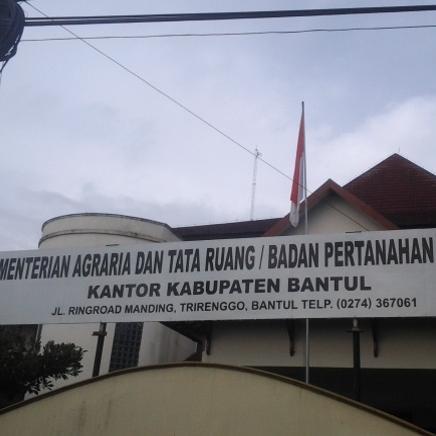 MENTERIAN AGRARIA DAN TATA RUANG / BADAN PERTANAHAN
KANTOR KABUPATEN BANTUL
JL. RINGROAD MANDING, TRIRENGGO, BANTUL TELP. (0274) 367061